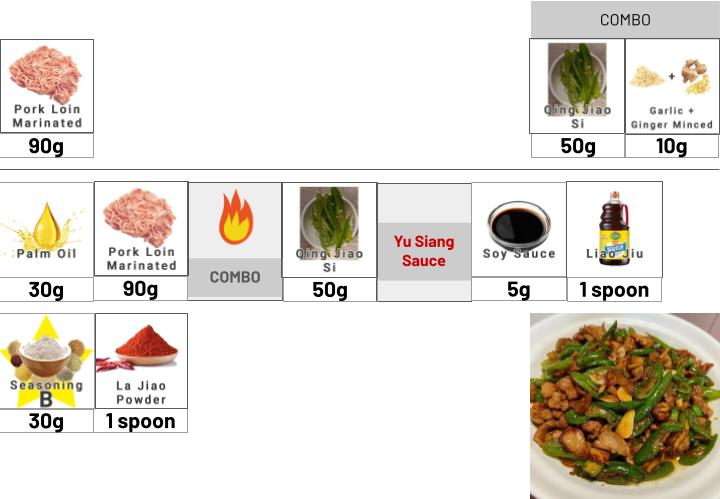 COMBO
Pork Loin
Marinated
90g
Qing Jiao
Si
50g
+
Garlic +
Ginger Minced
10g
Palm Oil
30g
Pork Loin
Marinated
90g
COMBO
Qing Jiao
Si
50g
Yu Siang
Sauce
Soy Sauce
5g
Liao Jiu
1 spoon
Seasoning
B
30g
La Jiao
Powder
1 spoon